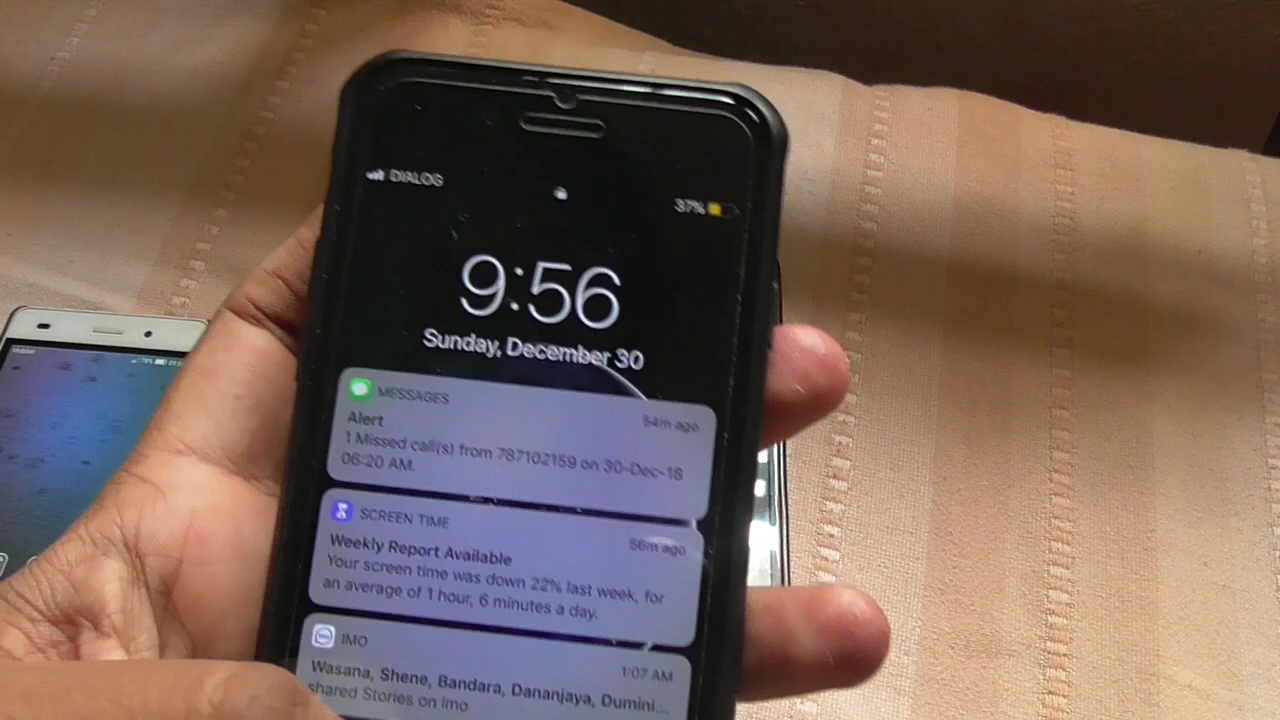 DIALOG
37%
9:56
Sunday, December 30
MESSAGES
54m ago
Alert
1 Missed call(s) from 787102159 on 30-Dec-18
06:20 AM.
SCREEN TIME
56m ago
Weekly Report Available
Your screen time was down 22% last week, for
an average of 1 hour, 6 minutes a day.
IMO
1:07 AM
Wasana, Shene, Bandara, Dananjaya, Dumini...
shared Stories on imo